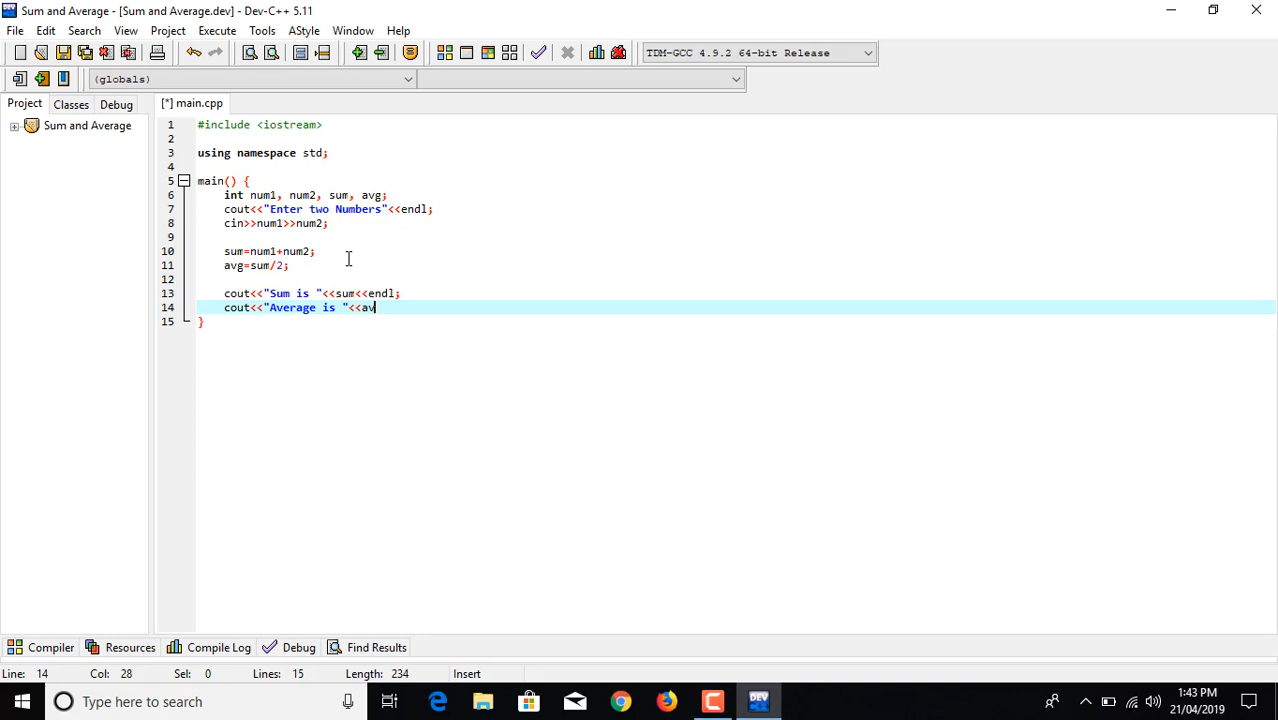 Sum and Average - [Sum and Average.dev] - Dev-C++ 5.11
File Edit Search View Project Execute Tools AStyle Window Help
TDM-GCC 4.9.2 64-bit Release
(globals)
Project Classes Debug [*] main.cpp
Sum and Average
1 #include <iostream>
2
3 using namespace std;
4
5 main() {
6 int num1, num2, sum, avg;
7 cout<<"Enter two Numbers"<<endl;
8 cin>>num1>>num2;
9
10 sum=num1+num2;
11 avg=sum/2;
12
13 cout<<"Sum is "<<sum<<endl;
14 cout<<"Average is "<<av
15 }
Compiler Resources Compile Log Debug Find Results
Line: 14 Col: 28 Sel: 0 Lines: 15 Length: 234 Insert
Type here to search
DEV
1:43 PM
21/04/2019